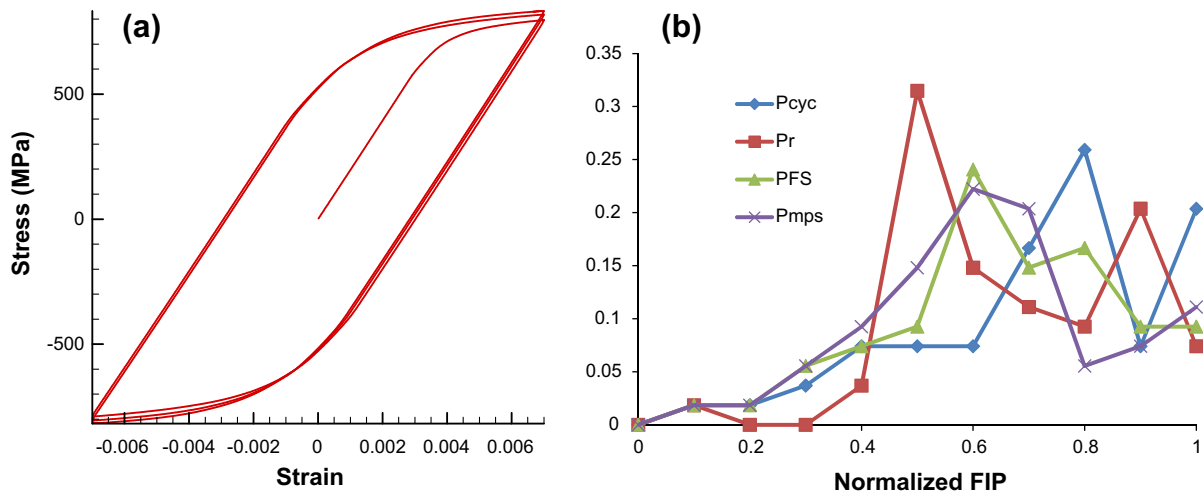 (a)
Stress (MPa)
500
0
-500
-0.006
-0.004
-0.002
0
0.002
0.004
0.006
Strain
(b)
0.35
0.3
0.25
0.2
0.15
0.1
0.05
0
Pcyc
Pr
PFS
Pmps
0
0.2
0.4
0.6
0.8
1
Normalized FIP